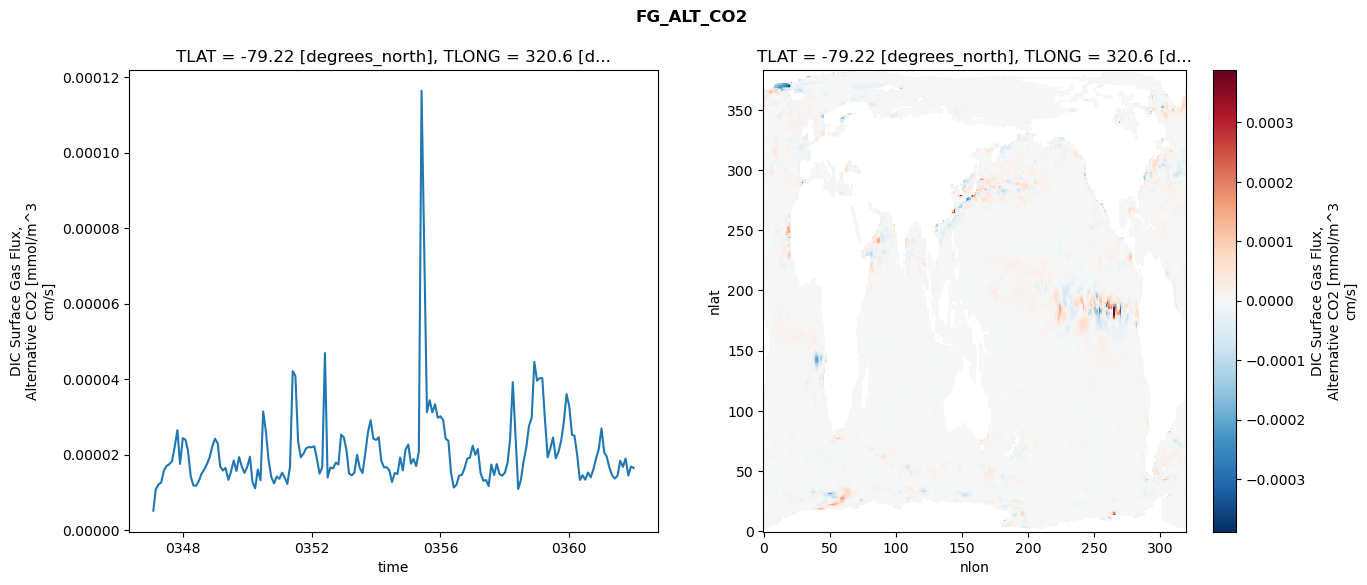 FG_ALT_CO2
TLAT = -79.22 [degrees_north], TLONG = 320.6 [d...
0.00012
0.00010
0.00008
0.00006
0.00004
0.00002
0.00000
DIC Surface Gas Flux,
Alternative CO2 [mmol/m^3
cm/s]
0348
0352
0356
0360
time
TLAT = -79.22 [degrees_north], TLONG = 320.6 [d...
350
300
250
200
150
100
50
0
nlat
0
50
100
150
200
250
300
nlon
0.0003
0.0002
0.0001
0.0000
−0.0001
−0.0002
−0.0003
DIC Surface Gas Flux,
Alternative CO2 [mmol/m^3
cm/s]